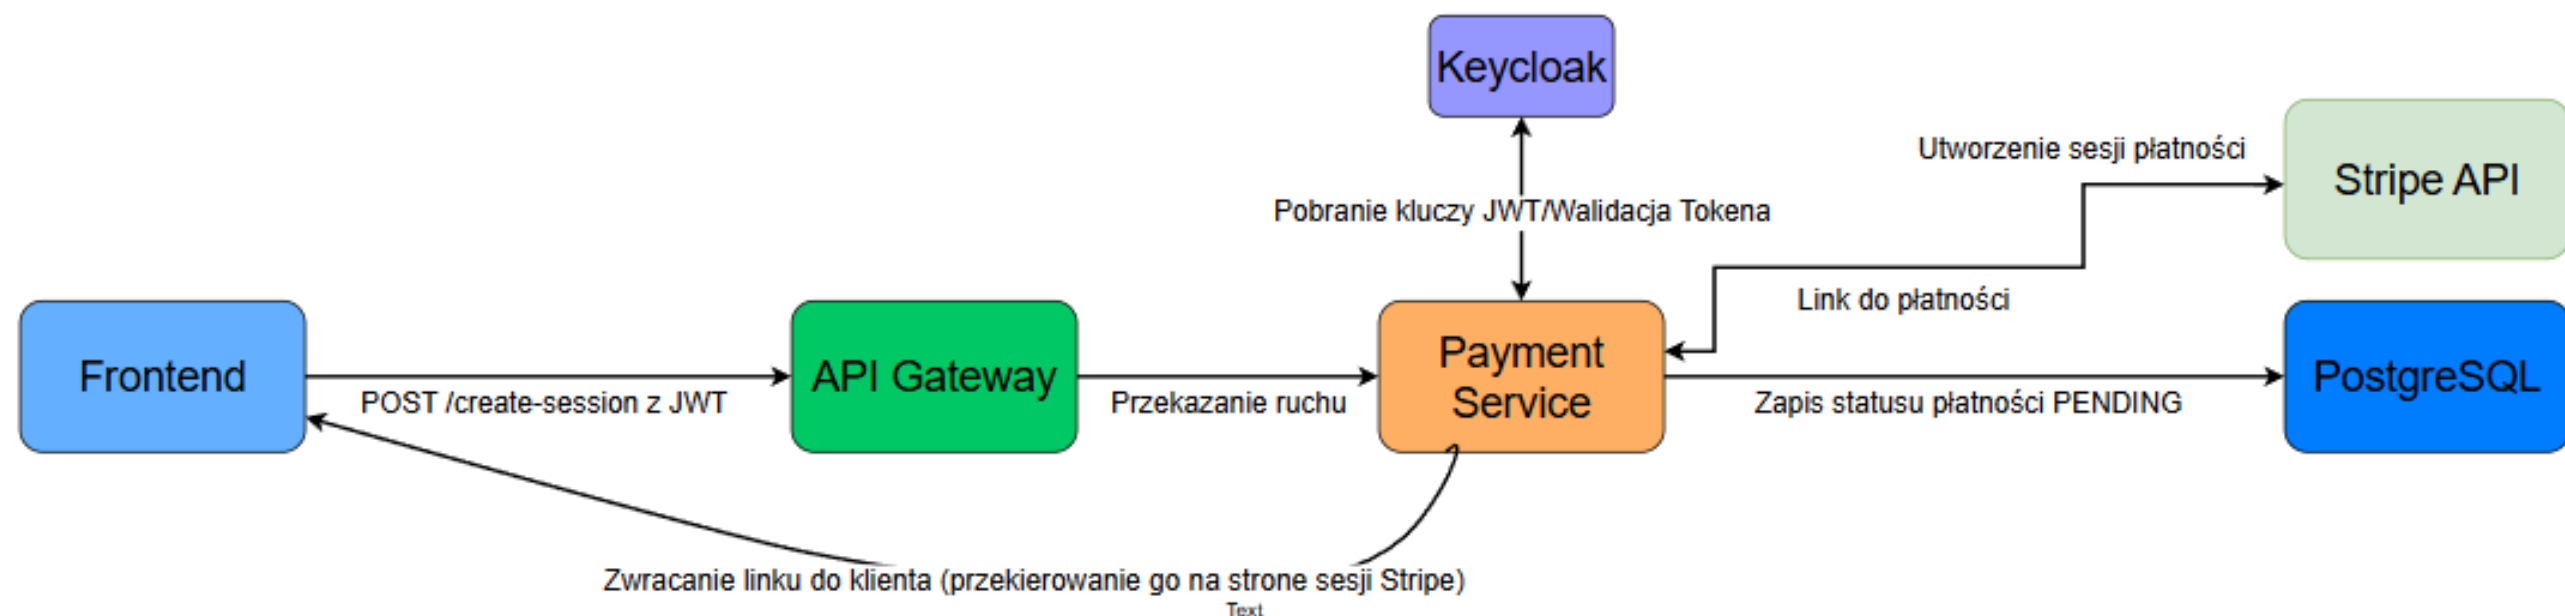 Keycloak
Utworzenie sesji płatności
Stripe API
Pobranie kluczy JWT/Walidacja Tokena
Link do płatności
Frontend
POST /create-session z JWT
API Gateway
Przekazanie ruchu
Payment
Service
Zapis statusu płatności PENDING
PostgreSQL
Zwracanie linku do klienta (przekierowanie go na strone sesji Stripe)
Text